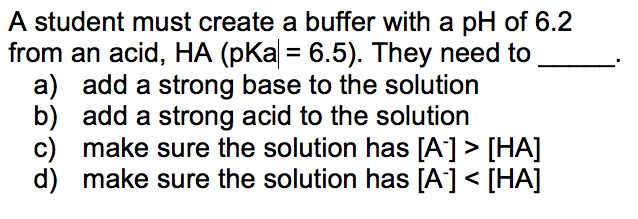 A student must create a buffer with a pH of 6.2
from an acid, HA (pKa = 6.5). They need to _____.
a) add a strong base to the solution
b) add a strong acid to the solution
c) make sure the solution has [A⁻] > [HA]
d) make sure the solution has [A⁻] < [HA]